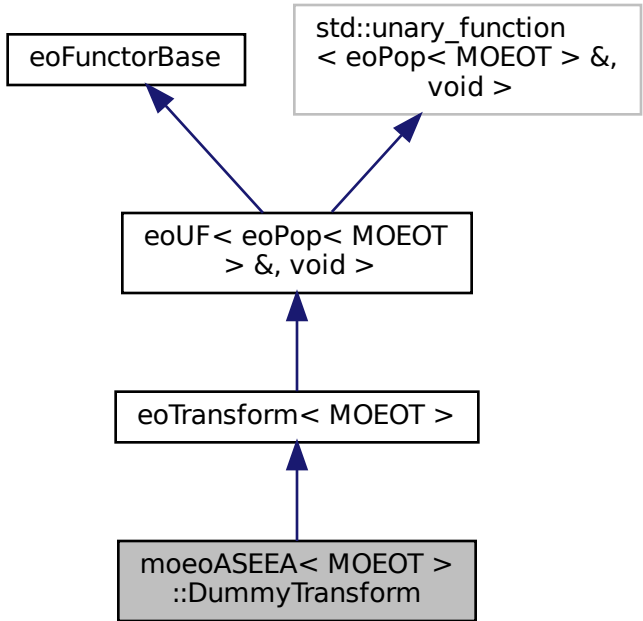 eoFunctorBase
std::unary_function
< eoPop< MOEOT > &,
void >
eoUF< eoPop< MOEOT
> &, void >
eoTransform< MOEOT >
moeoASEEA< MOEOT >
::DummyTransform